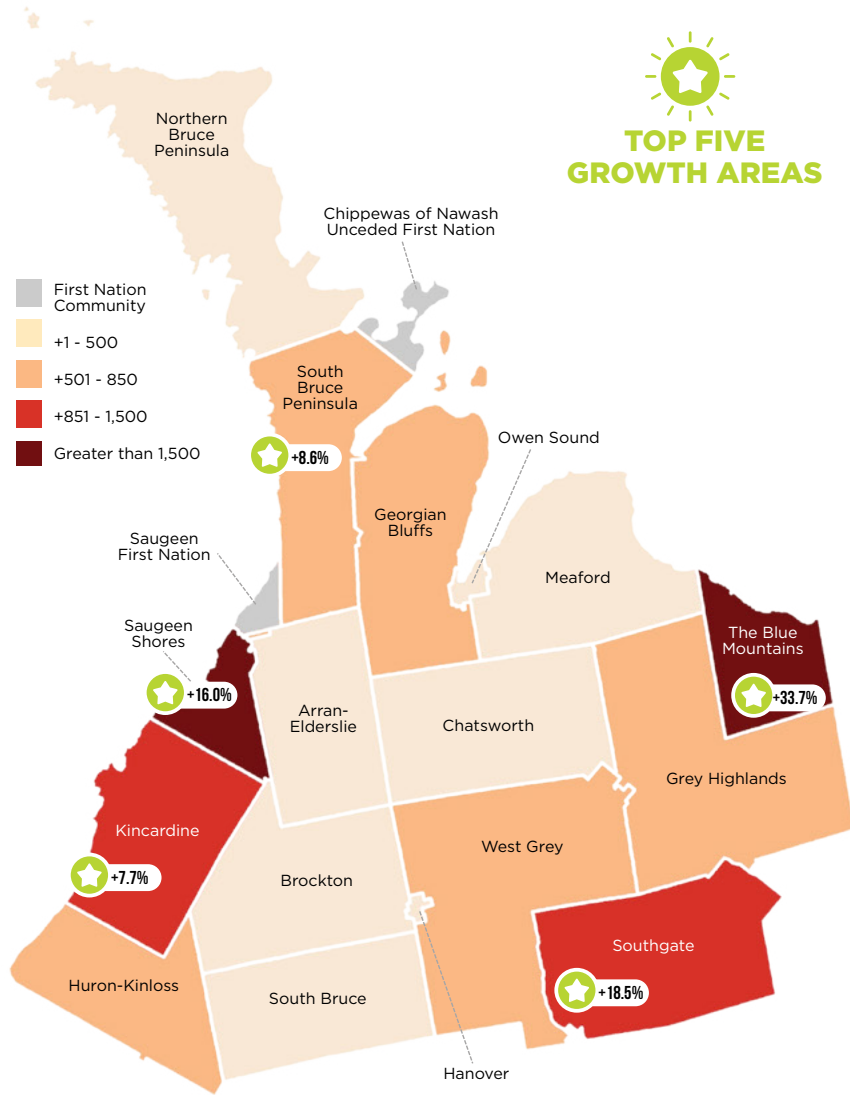 TOP FIVE
GROWTH AREAS
Northern
Bruce
Peninsula
Chippewas of Nawash
Unceded First Nation
First Nation
Community
+1 - 500
+501 - 850
+851 - 1,500
Greater than 1,500
South
Bruce
Peninsula
+8.6%
Owen Sound
Georgian
Bluffs
Saugeen
First Nation
Meaford
Saugeen
Shores
+16.0%
The Blue
Mountains
+33.7%
Arran-
Elderslie
Chatsworth
Grey Highlands
Kincardine
+7.7%
West Grey
Brockton
Southgate
+18.5%
Huron-Kinloss
South Bruce
Hanover